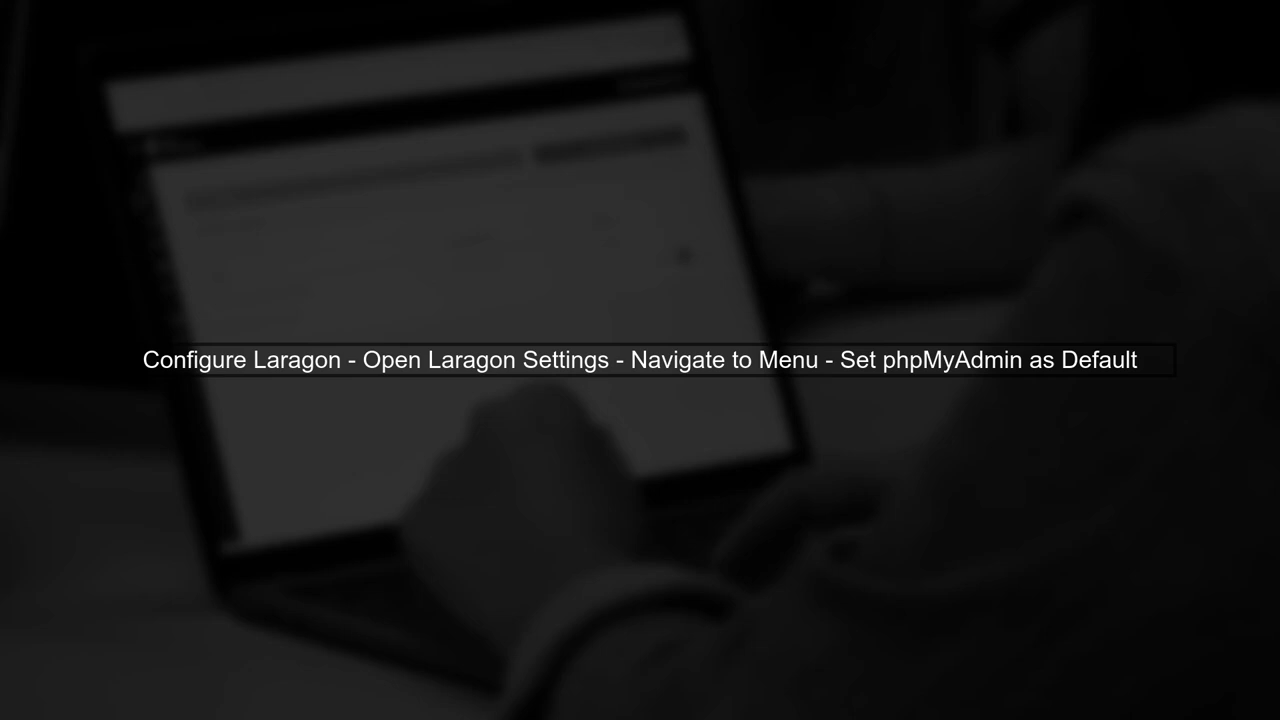 Configure Laragon - Open Laragon Settings - Navigate to Menu - Set phpMyAdmin as Default